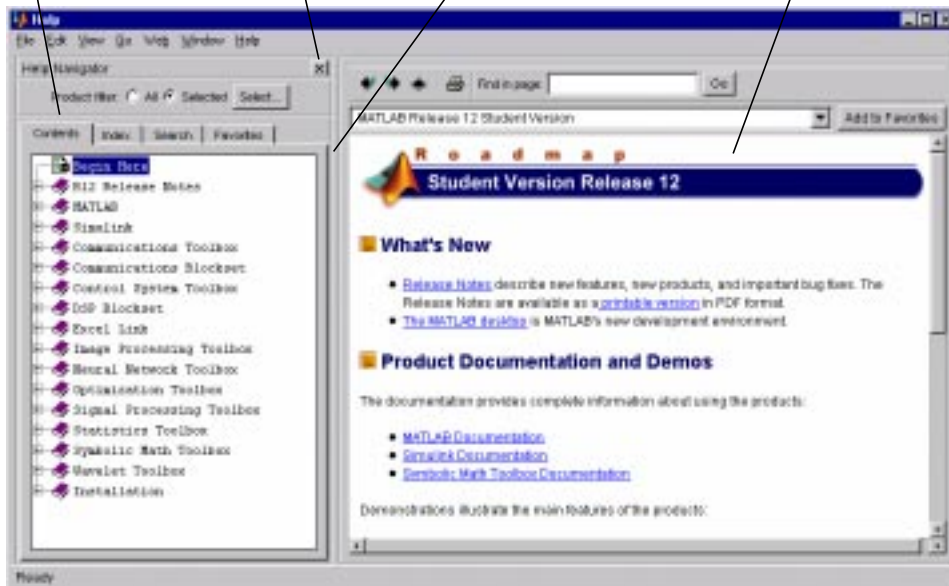 Help
File Edit View Go Web Window Help
Help Navigator
Product filter: All Selected Select...
Contents Index Search Favorites
Begin Here
R12 Release Notes
MATLAB
Simulink
Communications Toolbox
Communications Blockset
Control System Toolbox
DSP Blockset
Excel Link
Image Processing Toolbox
Neural Network Toolbox
Optimization Toolbox
Signal Processing Toolbox
Statistics Toolbox
Symbolic Math Toolbox
Wavelet Toolbox
Installation
Find in page: Go
MATLAB Release 12 Student Version Add to Favorites
Roadmap
Student Version Release 12
What's New
Release Notes describe new features, new products, and important bug fixes. The
Release Notes are available as a printable version in PDF format.
The MATLAB desktop is MATLAB's new development environment.
Product Documentation and Demos
The documentation provides complete information about using the products:
MATLAB Documentation
Simulink Documentation
Symbolic Math Toolbox Documentation
Demonstrations illustrate the main features of the products:
Ready